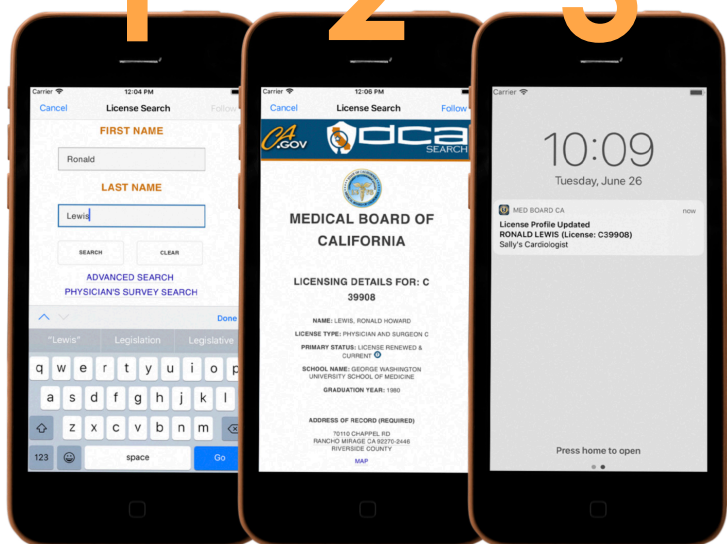 1
Carrier 12:04 PM
Cancel License Search Follow
FIRST NAME
Ronald
LAST NAME
Lewis
SEARCH CLEAR
ADVANCED SEARCH
PHYSICIAN'S SURVEY SEARCH
Done
"Lewis" Legislation Legislative
q w e r t y u i o p
a s d f g h j k l
z x c v b n m
123 space Go
2
Carrier 12:06 PM
Cancel License Search Follow
CA.GOV dca
SEARCH
MEDICAL BOARD OF
CALIFORNIA
LICENSING DETAILS FOR: C
39908
NAME: LEWIS, RONALD HOWARD
LICENSE TYPE: PHYSICIAN AND SURGEON C
PRIMARY STATUS: LICENSE RENEWED &
CURRENT
SCHOOL NAME: GEORGE WASHINGTON
UNIVERSITY SCHOOL OF MEDICINE
GRADUATION YEAR: 1980
ADDRESS OF RECORD (REQUIRED)
70110 CHAPPEL RD
RANCHO MIRAGE CA 92270-2448
RIVERSIDE COUNTY
MAP
3
Carrier
10:09
Tuesday, June 26
MED BOARD CA now
License Profile Updated
RONALD LEWIS (License: C39908)
Sally's Cardiologist
Press home to open